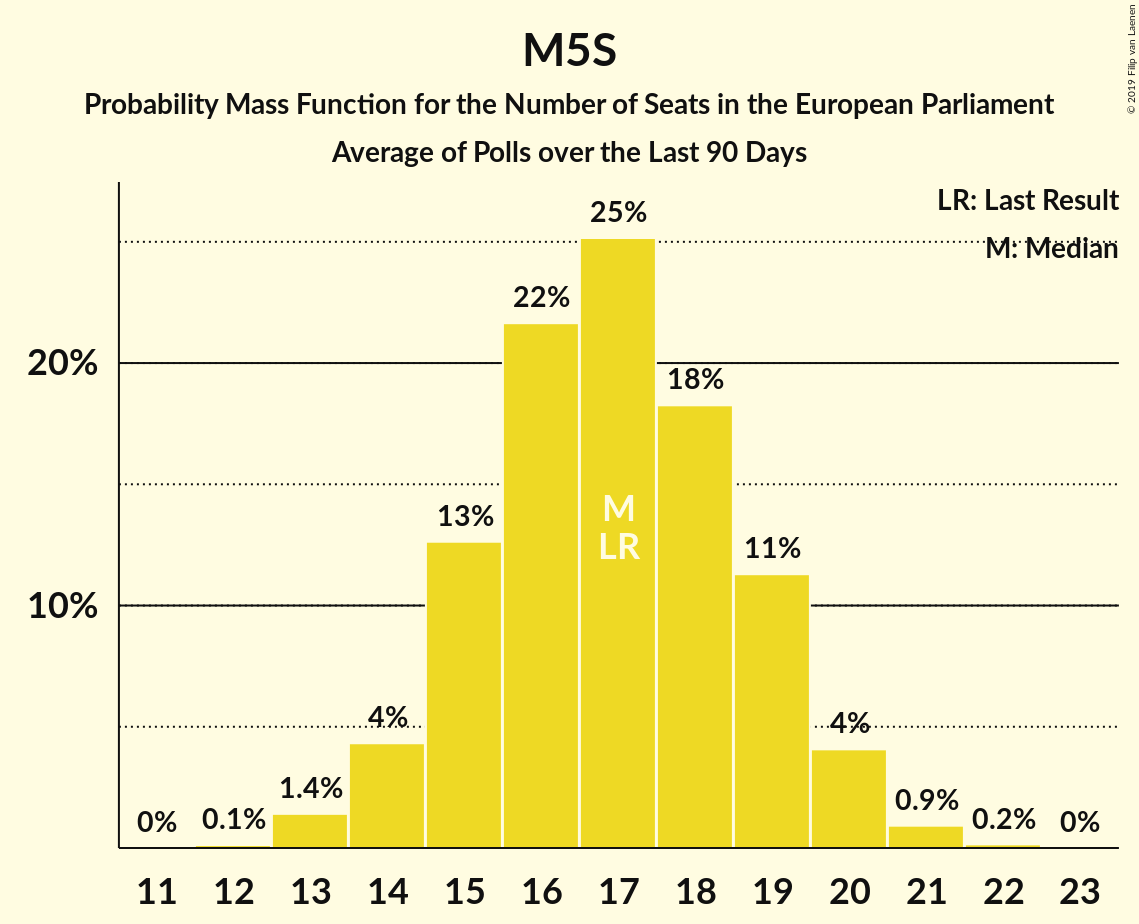 M5S
Probability Mass Function for the Number of Seats in the European Parliament
Average of Polls over the Last 90 Days
© 2019 Filip van Laenen
LR: Last Result
M: Median
20%
10%
0%
0.1%
1.4%
4%
13%
22%
25%
18%
11%
4%
0.9%
0.2%
0%
M
LR
11 12 13 14 15 16 17 18 19 20 21 22 23